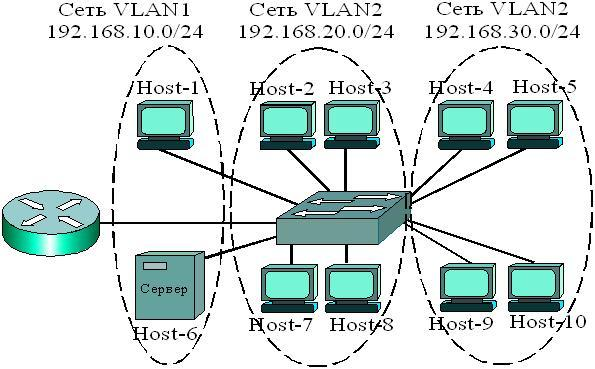 Сеть VLAN1 Сеть VLAN2 Сеть VLAN2
192.168.10.0/24 192.168.20.0/24 192.168.30.0/24
Host-1 Host-2 Host-3 Host-4 Host-5
Сервер
Host-6 Host-7 Host-8 Host-9 Host-10